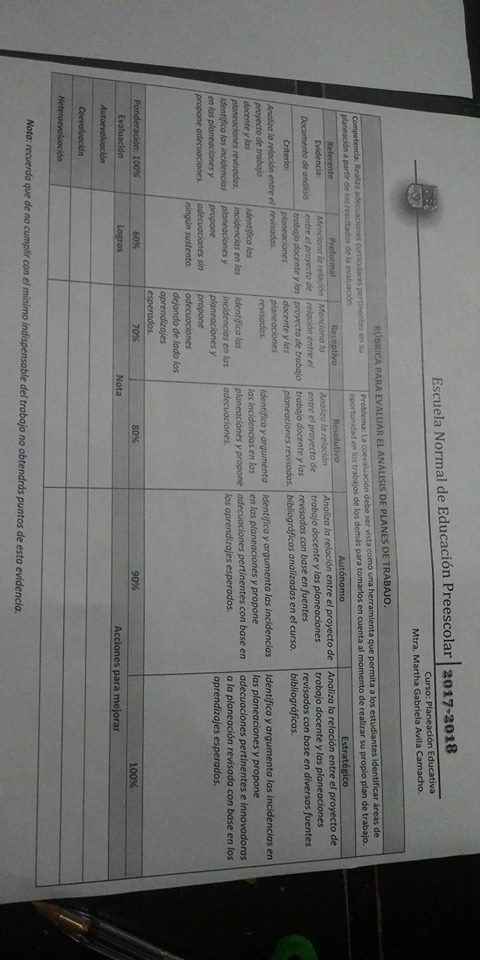 Escuela Normal de Educación Preescolar 2017-2018
Curso: Planeación Educativa
Mtra. Martha Gabriela Avila Camacho.
RÚBRICA PARA EVALUAR EL ANÁLISIS DE PLANES DE TRABAJO.
Competencia: Realiza adecuaciones curriculares pertinentes en su
planeación a partir de los resultados de la evaluación.
Problema: La coevaluación debe ser vista como una herramienta que permita a los estudiantes identificar áreas de
oportunidad en los trabajos de los demás para tomarlos en cuenta al momento de realizar su propio plan de trabajo.
Referente
Preformal
Receptivo
Resolutivo
Autónomo
Estratégico
Evidencia:
Documento de análisis
Criterio:
Analiza la relación entre el
proyecto de trabajo
docente y las
planeaciones revisadas.
Identifica las incidencias
en las planeaciones y
propone adecuaciones.
Menciona la relación
entre el proyecto de
trabajo docente y las
planeaciones
revisadas.
Identifica las
incidencias en las
planeaciones y
propone
adecuaciones sin
ningún sustento.
Menciona la
relación entre el
proyecto de trabajo
docente y las
planeaciones
revisadas.
Identifica las
incidencias en las
planeaciones y
propone
adecuaciones
dejando de lado los
aprendizajes
esperados.
Analiza la relación
entre el proyecto de
trabajo docente y las
planeaciones revisadas.
Identifica y argumenta
las incidencias en las
planeaciones y propone
adecuaciones.
Analiza la relación entre el proyecto de
trabajo docente y las planeaciones
revisadas con base en fuentes
bibliográficas analizadas en el curso.
Identifica y argumenta las incidencias
en las planeaciones y propone
adecuaciones pertinentes con base en
los aprendizajes esperados.
Analiza la relación entre el proyecto de
trabajo docente y las planeaciones
revisadas con base en diversas fuentes
bibliográficas.
Identifica y argumenta las incidencias en
las planeaciones y propone
adecuaciones pertinentes e innovadoras
a la planeación revisada con base en los
aprendizajes esperados.
Ponderación 100%
60%
70%
80%
90%
100%
Evaluación
Logros
Nota
Acciones para mejorar
Autoevaluación
Coevaluación
Heteroevaluación
Nota: recuerda que de no cumplir con el mínimo indispensable del trabajo no obtendrás puntos de esta evidencia.